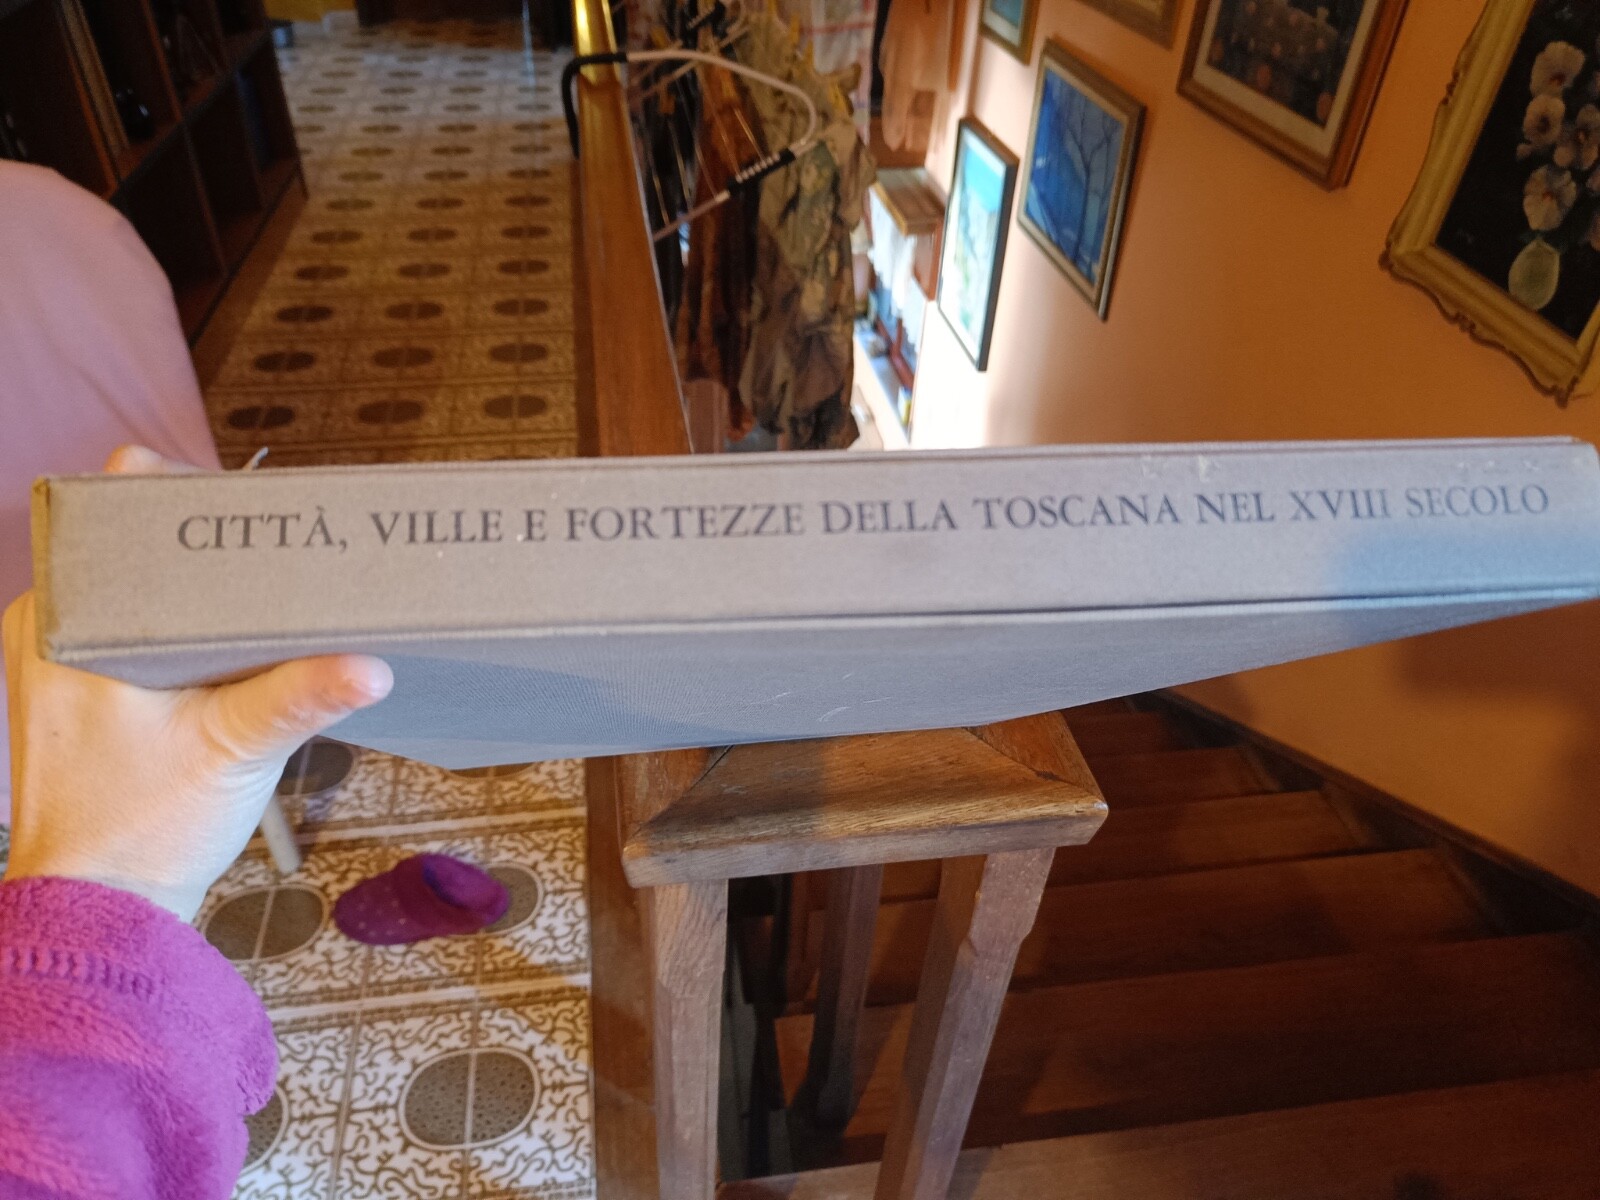 CITTÀ, VILLE E FORTEZZE DELLA TOSCANA NEL XVIII SECOLO